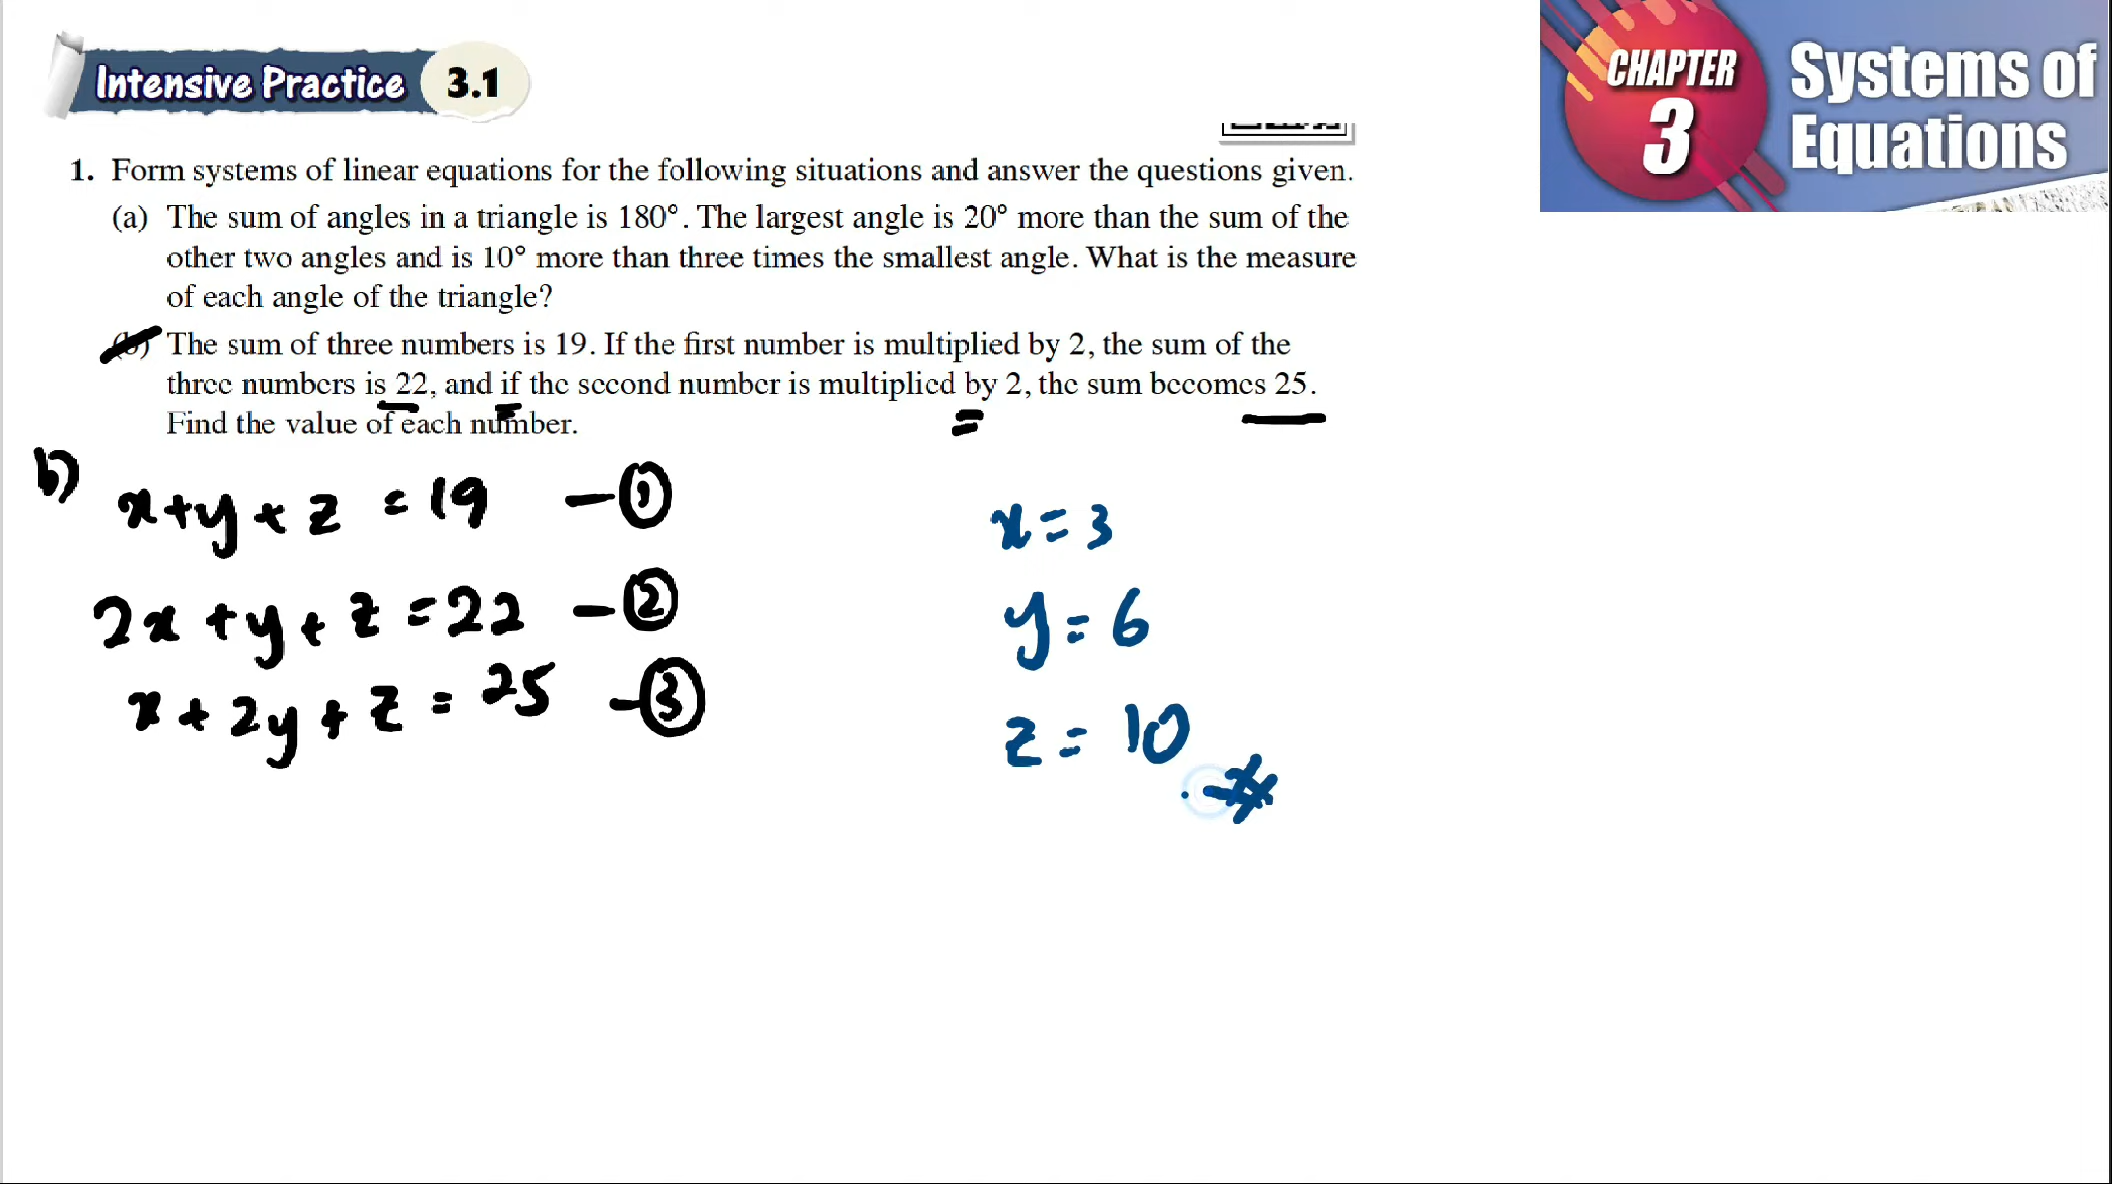 Intensive Practice 3.1
CHAPTER 3
Systems of
Equations
1. Form systems of linear equations for the following situations and answer the questions given.
(a) The sum of angles in a triangle is 180°. The largest angle is 20° more than the sum of the
other two angles and is 10° more than three times the smallest angle. What is the measure
of each angle of the triangle?
(b) The sum of three numbers is 19. If the first number is multiplied by 2, the sum of the
three numbers is 22, and if the second number is multiplied by 2, the sum becomes 25.
Find the value of each number.
b)
x+y+z = 19 —①
2x+y+z = 22 —②
x+2y+z = 25 —③
x=3
y=6
z=10